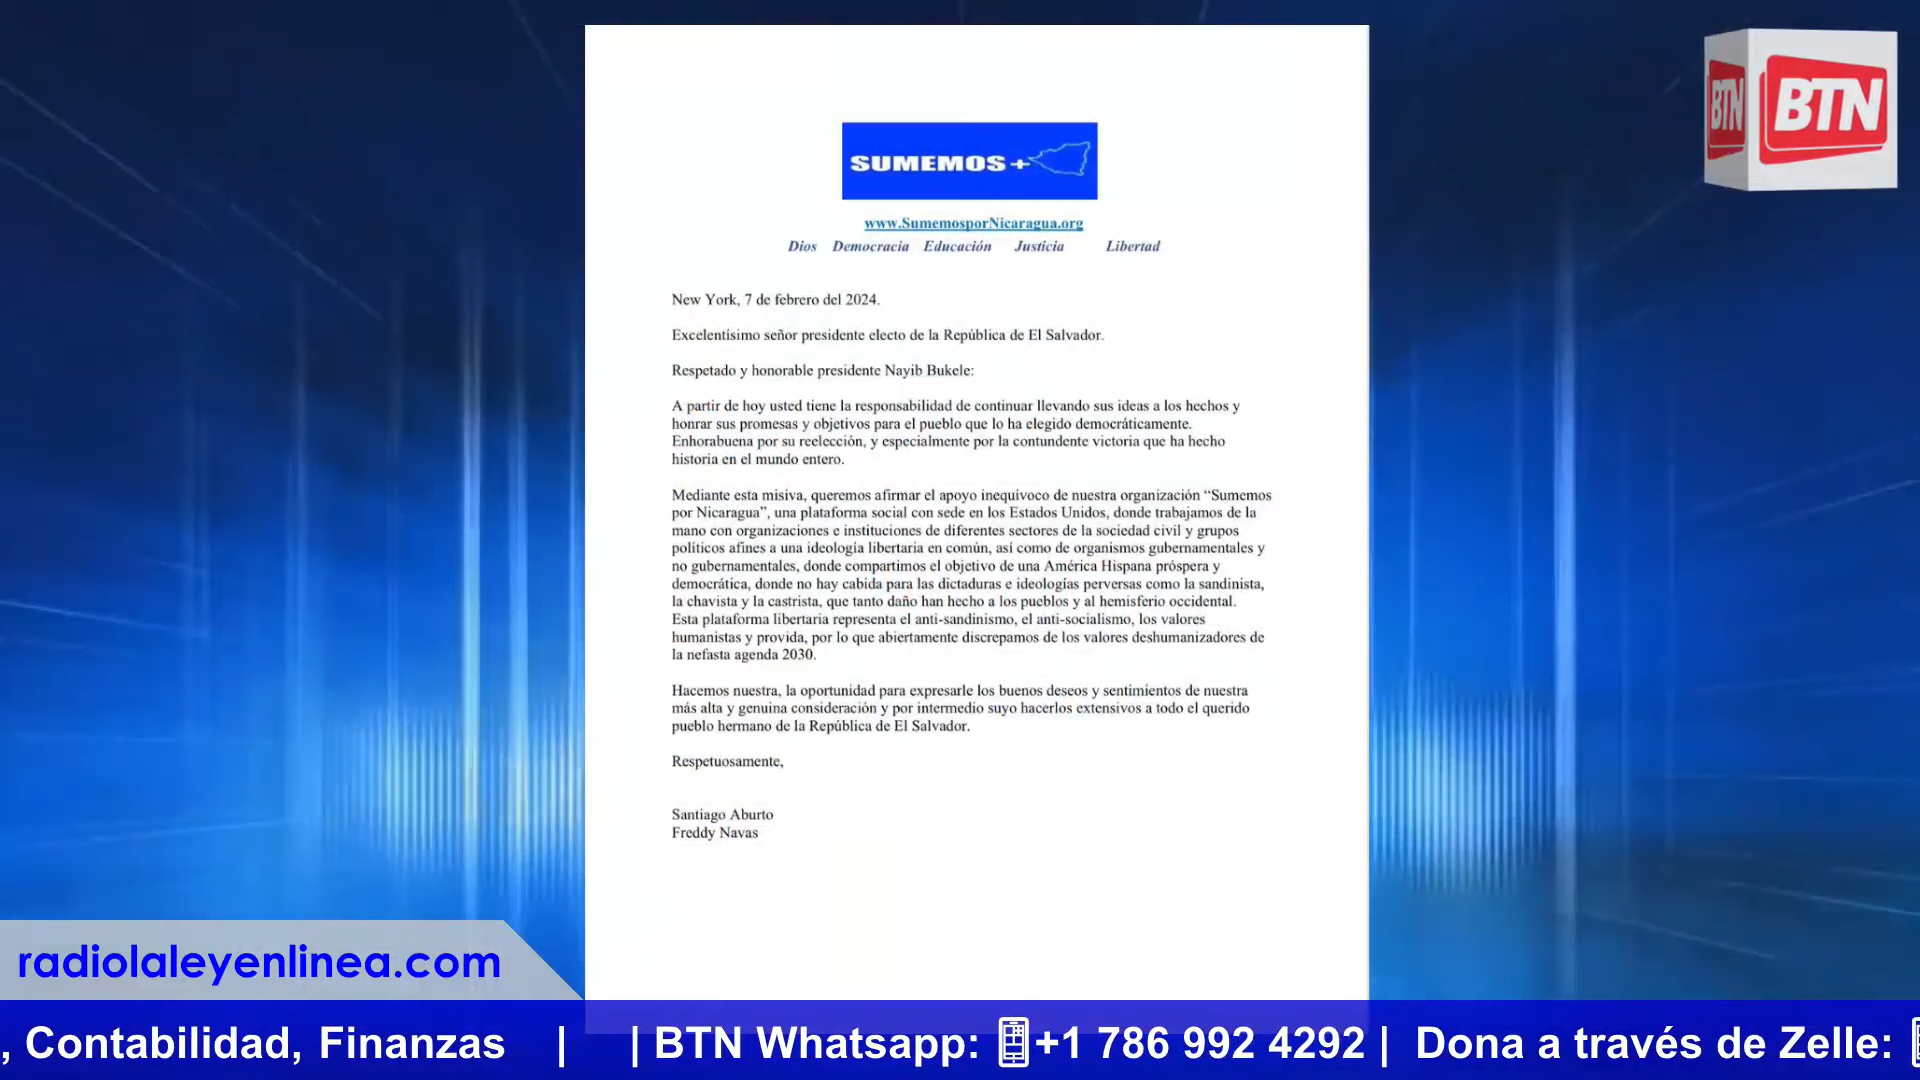 BTN
BTN
SUMEMOS +
www.SumemosporNicaragua.org
Dios Democracia Educación Justicia Libertad
New York, 7 de febrero del 2024.
Excelentísimo señor presidente electo de la República de El Salvador.
Respetado y honorable presidente Nayib Bukele:
A partir de hoy usted tiene la responsabilidad de continuar llevando sus ideas a los hechos y
honrar sus promesas y objetivos para el pueblo que lo ha elegido democráticamente.
Enhorabuena por su reelección, y especialmente por la contundente victoria que ha hecho
historia en el mundo entero.
Mediante esta misiva, queremos afirmar el apoyo inequívoco de nuestra organización “Sumemos
por Nicaragua”, una plataforma social con sede en los Estados Unidos, donde trabajamos de la
mano con organizaciones e instituciones de diferentes sectores de la sociedad civil y grupos
políticos afines a una ideología libertaria en común, así como de organismos gubernamentales y
no gubernamentales, donde compartimos el objetivo de una América Hispana próspera y
democrática, donde no hay cabida para las dictaduras e ideologías perversas como la sandinista,
la chavista y la castrista, que tanto daño han hecho a los pueblos y al hemisferio occidental.
Esta plataforma libertaria representa el anti-sandinismo, el anti-socialismo, los valores
humanistas y provida, por lo que abiertamente discrepamos de los valores deshumanizadores de
la nefasta agenda 2030.
Hacemos nuestra, la oportunidad para expresarle los buenos deseos y sentimientos de nuestra
más alta y genuina consideración y por intermedio suyo hacerlos extensivos a todo el querido
pueblo hermano de la República de El Salvador.
Respetuosamente,
Santiago Aburto
Freddy Navas
radiolaleyenlinea.com
, Contabilidad, Finanzas | | BTN Whatsapp: +1 786 992 4292 | Dona a través de Zelle: